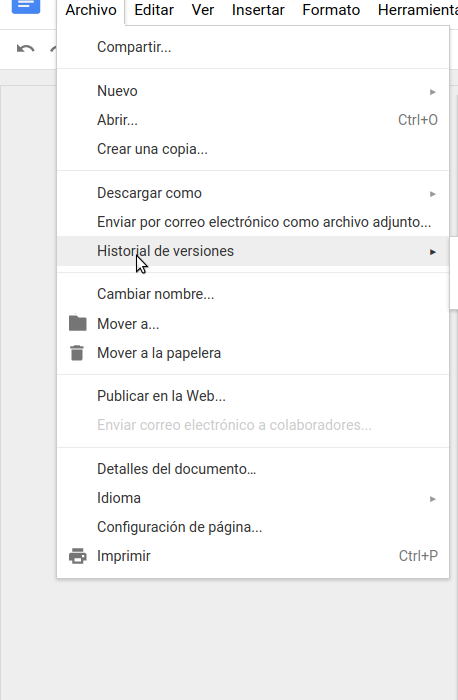 Archivo Editar Ver Insertar Formato Herramienta
Compartir...
Nuevo
Abrir... Ctrl+O
Crear una copia...
Descargar como
Enviar por correo electrónico como archivo adjunto...
Historial de versiones
Cambiar nombre...
Mover a...
Mover a la papelera
Publicar en la Web...
Enviar correo electrónico a colaboradores...
Detalles del documento...
Idioma
Configuración de página...
Imprimir Ctrl+P